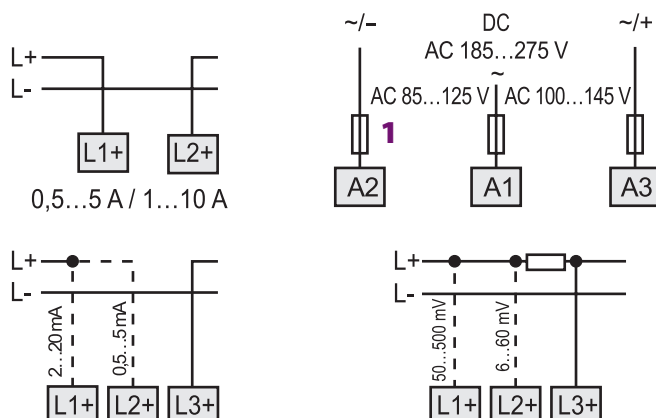 L+
L-
L1+ L2+
0,5...5 A / 1...10 A
~/- DC ~/+
AC 185...275 V
~
AC 85...125 V AC 100...145 V
1
A2 A1 A3
L+
L-
2...20mA
0,5...5mA
L1+ L2+ L3+
L+
L-
50...500 mV
6...60 mV
L1+ L2+ L3+